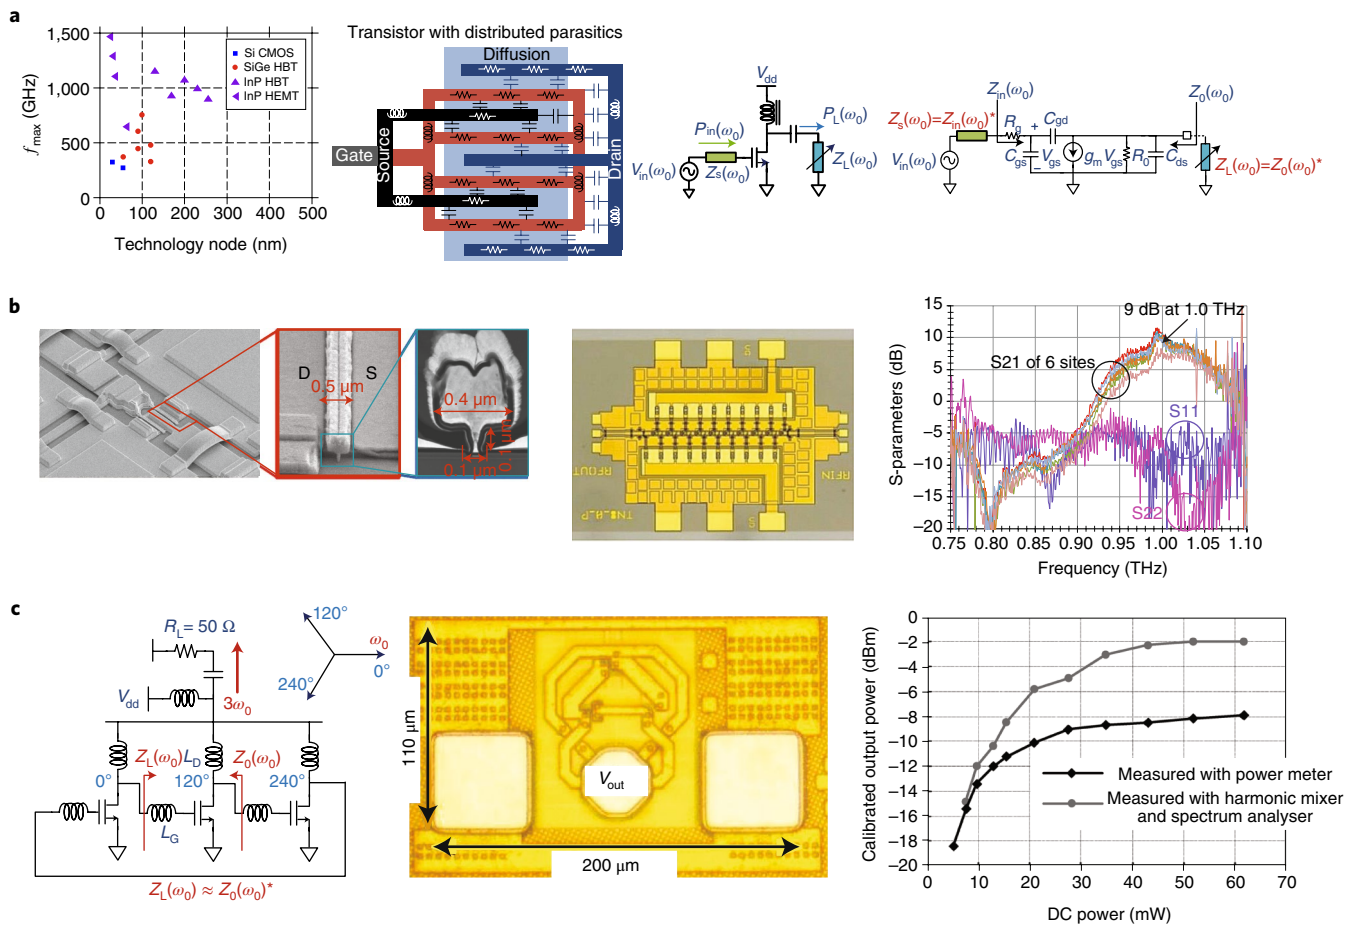 a
1,500
1,000
500
0
0 100 200 300 400 500
f max (GHz)
Technology node (nm)
Si CMOS
SiGe HBT
InP HBT
InP HEMT
Transistor with distributed parasitics
Diffusion
Gate
Source
Drain
Vdd
Pin(ω0)
PL(ω0)
Vin(ω0)
Zs(ω0)
ZL(ω0)
Zin(ω0)
Z0(ω0)
Zs(ω0)=Zin(ω0)*
Rg
+
Cgd
Vin(ω0)
Cgs
Vgs
–
gm Vgs
R0
Cds
ZL(ω0)=Z0(ω0)*
b
D
S
0.5 µm
0.4 µm
0.1 µm
RFOUT
RFIN
S-parameters (dB)
15
10
5
0
–5
–10
–15
–20
9 dB at 1.0 THz
S21 of 6 sites
S11
S22
0.75 0.80 0.85 0.90 0.95 1.00 1.05 1.10
Frequency (THz)
c
RL= 50 Ω
120°
ω0
0°
240°
Vdd
3ω0
ZL(ω0)
LD
Z0(ω0)
0°
120°
240°
LG
ZL(ω0) ≈ Z0(ω0)*
110 µm
Vout
200 µm
Calibrated output power (dBm)
0
–2
–4
–6
–8
–10
–12
–14
–16
–18
–20
Measured with power meter
Measured with harmonic mixer
and spectrum analyser
0 10 20 30 40 50 60 70
DC power (mW)